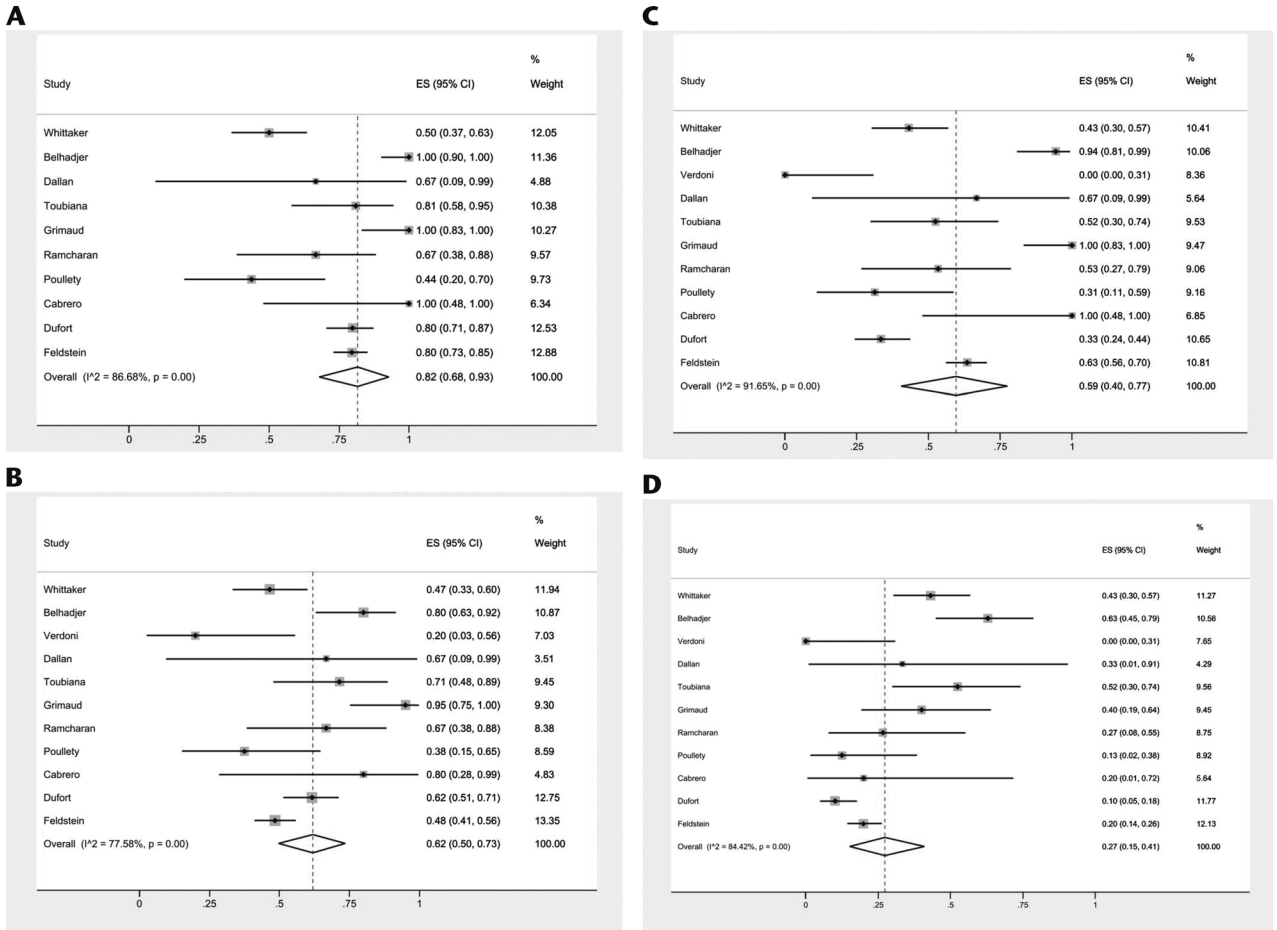 A
%
Study ES (95% CI) Weight
Whittaker 0.50 (0.37, 0.63) 12.05
Belhadjer 1.00 (0.90, 1.00) 11.36
Dallan 0.67 (0.09, 0.99) 4.88
Toubiana 0.81 (0.58, 0.95) 10.38
Grimaud 1.00 (0.83, 1.00) 10.27
Ramcharan 0.67 (0.38, 0.88) 9.57
Poullety 0.44 (0.20, 0.70) 9.73
Cabrero 1.00 (0.48, 1.00) 6.34
Dufort 0.80 (0.71, 0.87) 12.53
Feldstein 0.80 (0.73, 0.85) 12.88
Overall (I^2 = 86.68%, p = 0.00) 0.82 (0.68, 0.93) 100.00
0 .25 .5 .75 1
B
%
Study ES (95% CI) Weight
Whittaker 0.47 (0.33, 0.60) 11.94
Belhadjer 0.80 (0.63, 0.92) 10.87
Verdoni 0.20 (0.03, 0.56) 7.03
Dallan 0.67 (0.09, 0.99) 3.51
Toubiana 0.71 (0.48, 0.89) 9.45
Grimaud 0.95 (0.75, 1.00) 9.30
Ramcharan 0.67 (0.38, 0.88) 8.38
Poullety 0.38 (0.15, 0.65) 8.59
Cabrero 0.80 (0.28, 0.99) 4.83
Dufort 0.62 (0.51, 0.71) 12.75
Feldstein 0.48 (0.41, 0.56) 13.35
Overall (I^2 = 77.58%, p = 0.00) 0.62 (0.50, 0.73) 100.00
0 .25 .5 .75 1
C
%
Study ES (95% CI) Weight
Whittaker 0.43 (0.30, 0.57) 10.41
Belhadjer 0.94 (0.81, 0.99) 10.06
Verdoni 0.00 (0.00, 0.31) 8.36
Dallan 0.67 (0.09, 0.99) 5.64
Toubiana 0.52 (0.30, 0.74) 9.53
Grimaud 1.00 (0.83, 1.00) 9.47
Ramcharan 0.53 (0.27, 0.79) 9.06
Poullety 0.31 (0.11, 0.59) 9.16
Cabrero 1.00 (0.48, 1.00) 6.85
Dufort 0.33 (0.24, 0.44) 10.65
Feldstein 0.63 (0.56, 0.70) 10.81
Overall (I^2 = 91.65%, p = 0.00) 0.59 (0.40, 0.77) 100.00
0 .25 .5 .75 1
D
%
Study ES (95% CI) Weight
Whittaker 0.43 (0.30, 0.57) 11.27
Belhadjer 0.63 (0.45, 0.79) 10.56
Verdoni 0.00 (0.00, 0.31) 7.65
Dallan 0.33 (0.01, 0.91) 4.29
Toubiana 0.52 (0.30, 0.74) 9.56
Grimaud 0.40 (0.19, 0.64) 9.45
Ramcharan 0.27 (0.08, 0.55) 8.75
Poullety 0.13 (0.02, 0.38) 8.92
Cabrero 0.20 (0.01, 0.72) 5.64
Dufort 0.10 (0.05, 0.18) 11.77
Feldstein 0.20 (0.14, 0.26) 12.13
Overall (I^2 = 84.42%, p = 0.00) 0.27 (0.15, 0.41) 100.00
0 .25 .5 .75 1